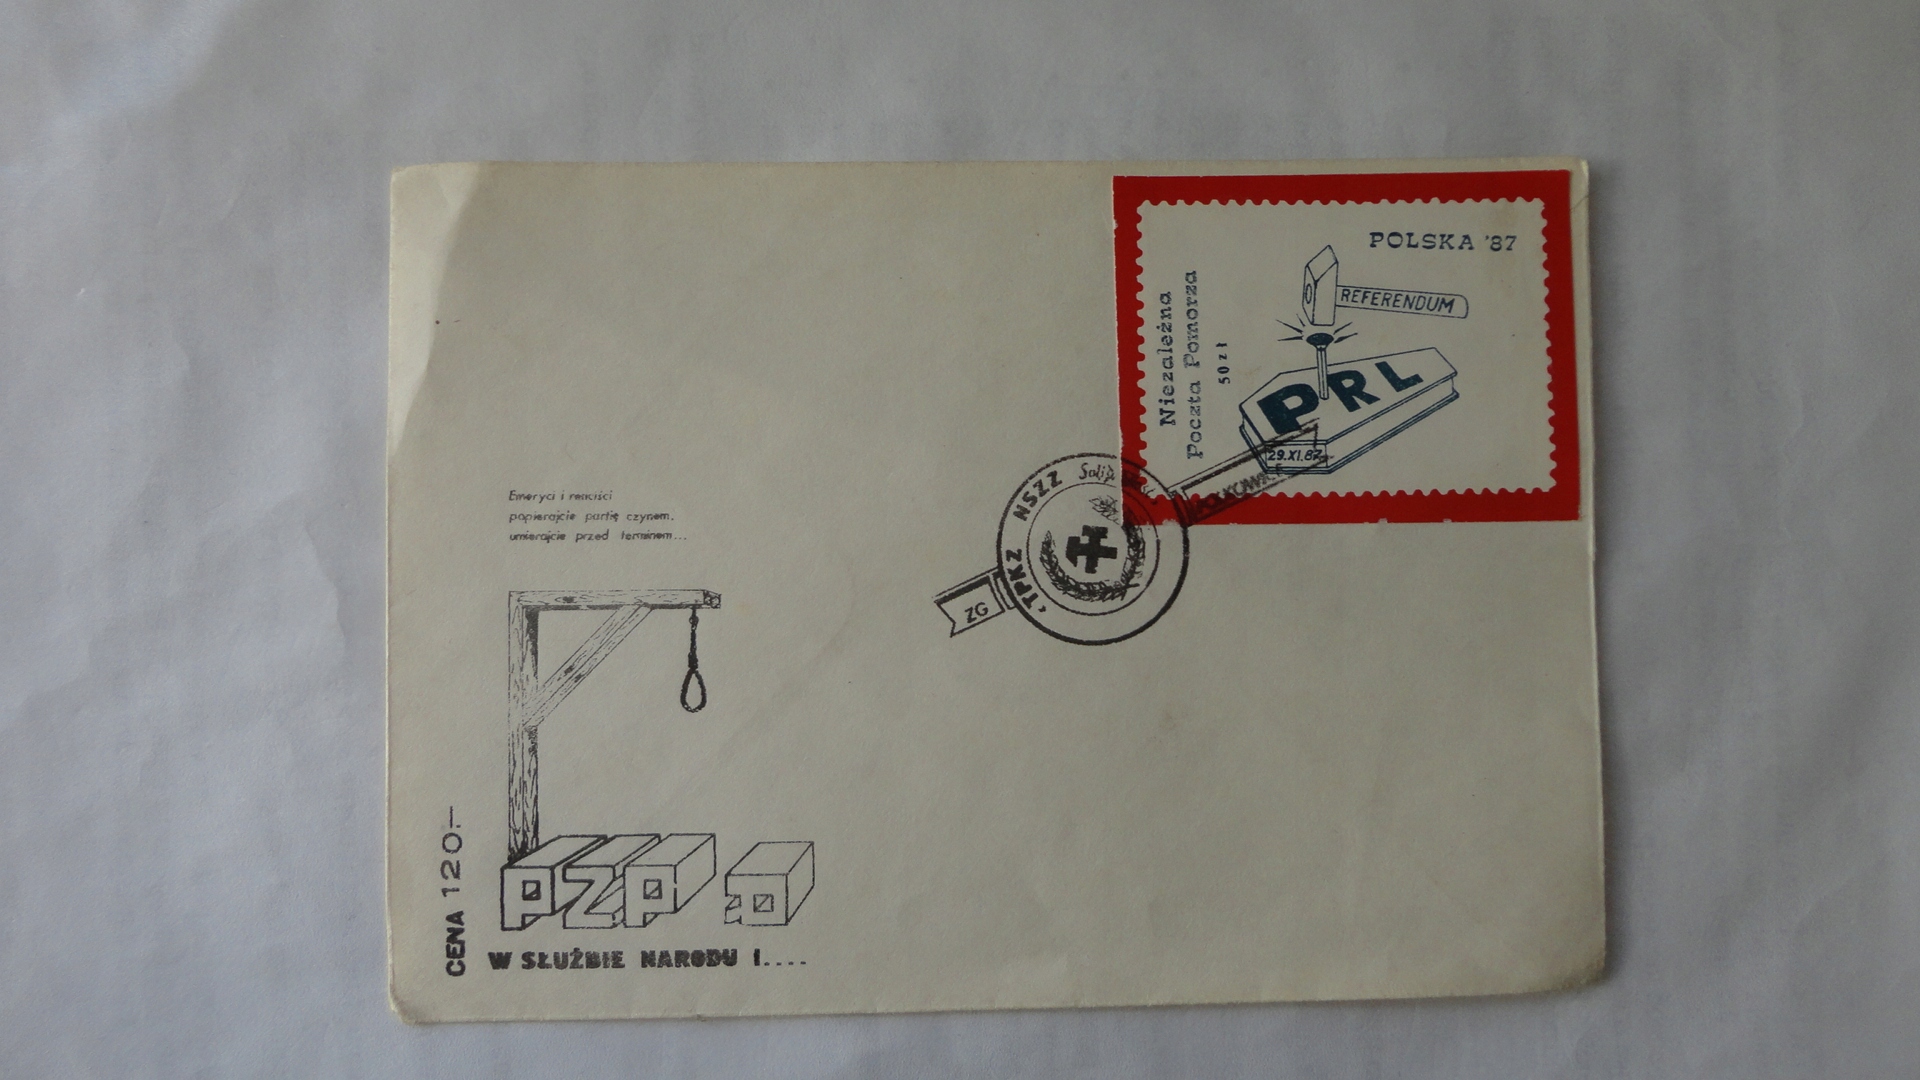 POLSKA '87
Niezależna
Poczta Pomorza
50 zł
REFERENDUM
PRL
29.XI.87
TPKZ NSZZ
ZG
Emeryci i renciści
popierajcie partię czynem,
umierajcie przed terminem...
PZPR
CENA 120.-
W SŁUŻBIE NARODU I....